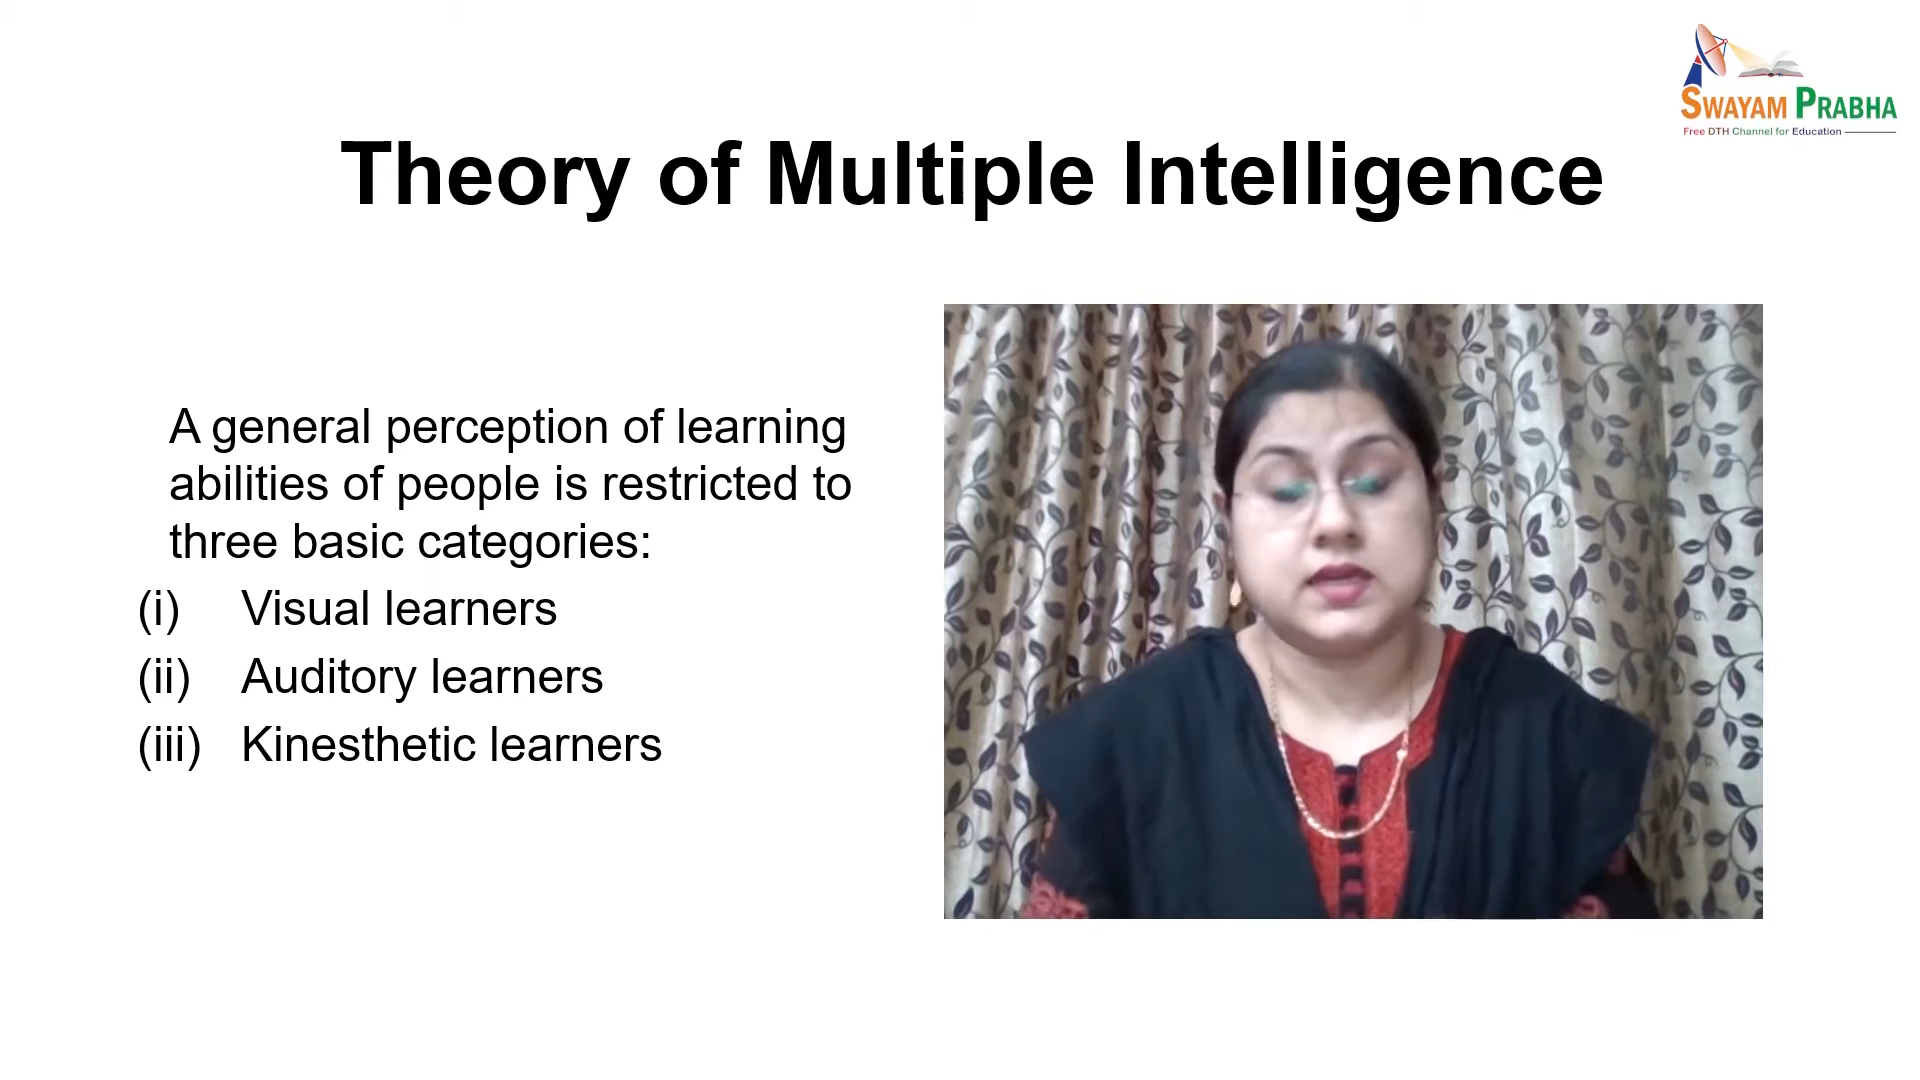 SWAYAM PRABHA
Free DTH Channel for Education
Theory of Multiple Intelligence
A general perception of learning
abilities of people is restricted to
three basic categories:
(i) Visual learners
(ii) Auditory learners
(iii) Kinesthetic learners